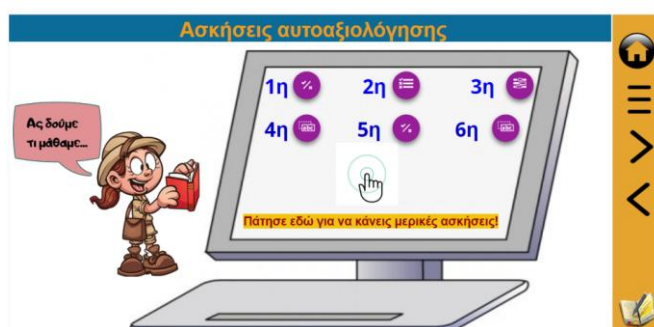 Ασκήσεις αυτοαξιολόγησης
1η 2η 3η
Ας δούμε
τι μάθαμε...
4η 5η 6η
Πάτησε εδώ για να κάνεις μερικές ασκήσεις!